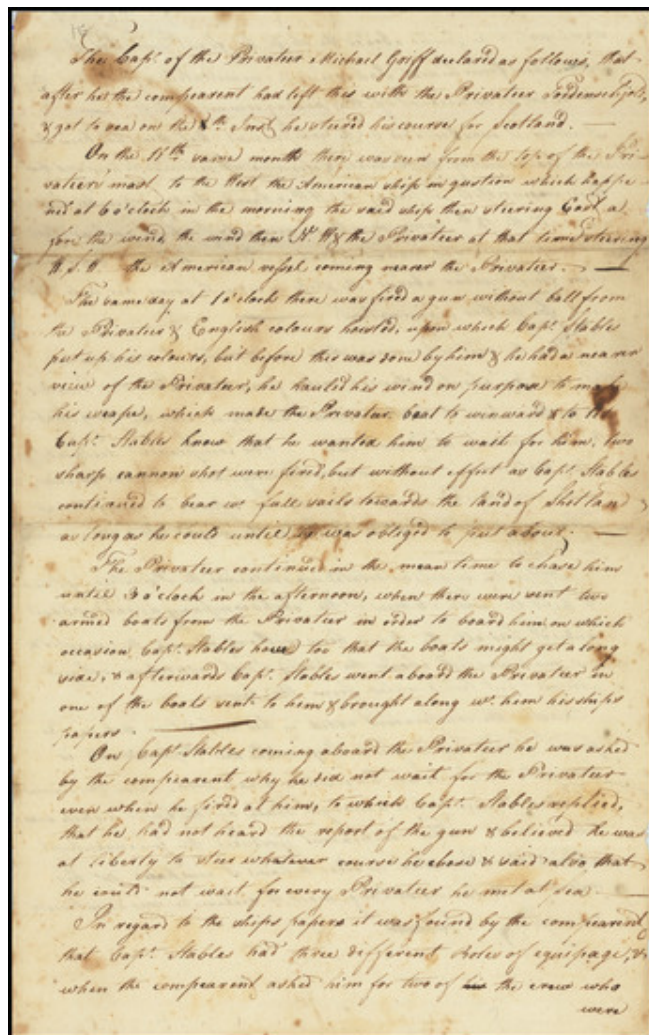 The Capt. of the Privateer Michael Griff declared as follows, that
after he the compearent had left this with the Privateer Tordenschjold,
& got to sea on the 8th. Inst. he steered his course for Scotland. —
On the 11th. same month there was seen from the top of the Pri-
vateers mast to the West the American ship in qustion which happe-
ned at 6 o'clock in the morning the said ship then steering East a
fore the wind, the wind then & the Privateer at that time steering
the American vessel coming nearer the Privateer. —
The same day at 1 o'clock there was fired a gun without ball from
the Privateer & English colours hoisted, upon which Capt. Stables
put up his colours, but before this was done by him & he had a nearer
view of the Privateer, he hauled his wind on purpose to make
his escape, which made the Privateer beat to winward & to let
Capt. Stables know that he wanted him to wait for him, two
sharp cannon shot were fired, but without effect as Capt. Stables
continued to bear wt. full sails towards the land of Shetland
as long as he could until he was obliged to put about. —
The Privateer continued in the mean time to chase him
until 3 o'clock in the afternoon, when there were sent two
armed boats from the Privateer in order to board him on which
occasion Capt. Stables hove too that the boats might get along
side, & afterwards Capt. Stables went aboard the Privateer in
one of the boats sent to him & brought along wt. him his ships
papers.
On Capt. Stables coming aboard the Privateer he was asked
by the compearent why he did not wait for the Privateer
even when he fired at him, to which Capt. Stables replied,
that he had not heard the report of the gun & believed he was
at liberty to steer whatever course he chose & said also that
he could not wait for every Privateer he met at sea. —
In regard to the ships papers it was found by the compearent
that Capt. Stables had three different Roles of equipage, &
when the compearent asked him for two of the crew who
were